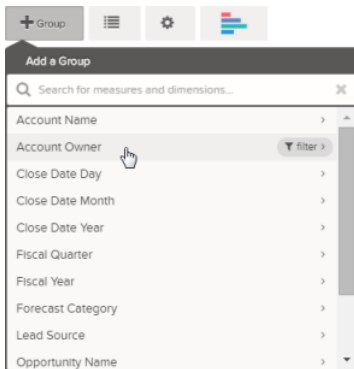 Group
Add a Group
Search for measures and dimensions...
Account Name
Account Owner filter
Close Date Day
Close Date Month
Close Date Year
Fiscal Quarter
Fiscal Year
Forecast Category
Lead Source
Opportunity Name